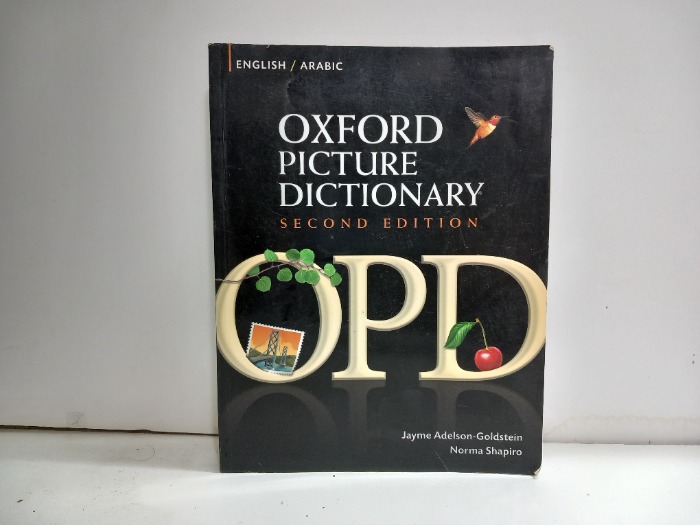 ENGLISH / ARABIC
OXFORD
PICTURE
DICTIONARY
SECOND EDITION
OPD
Jayme Adelson-Goldstein
Norma Shapiro